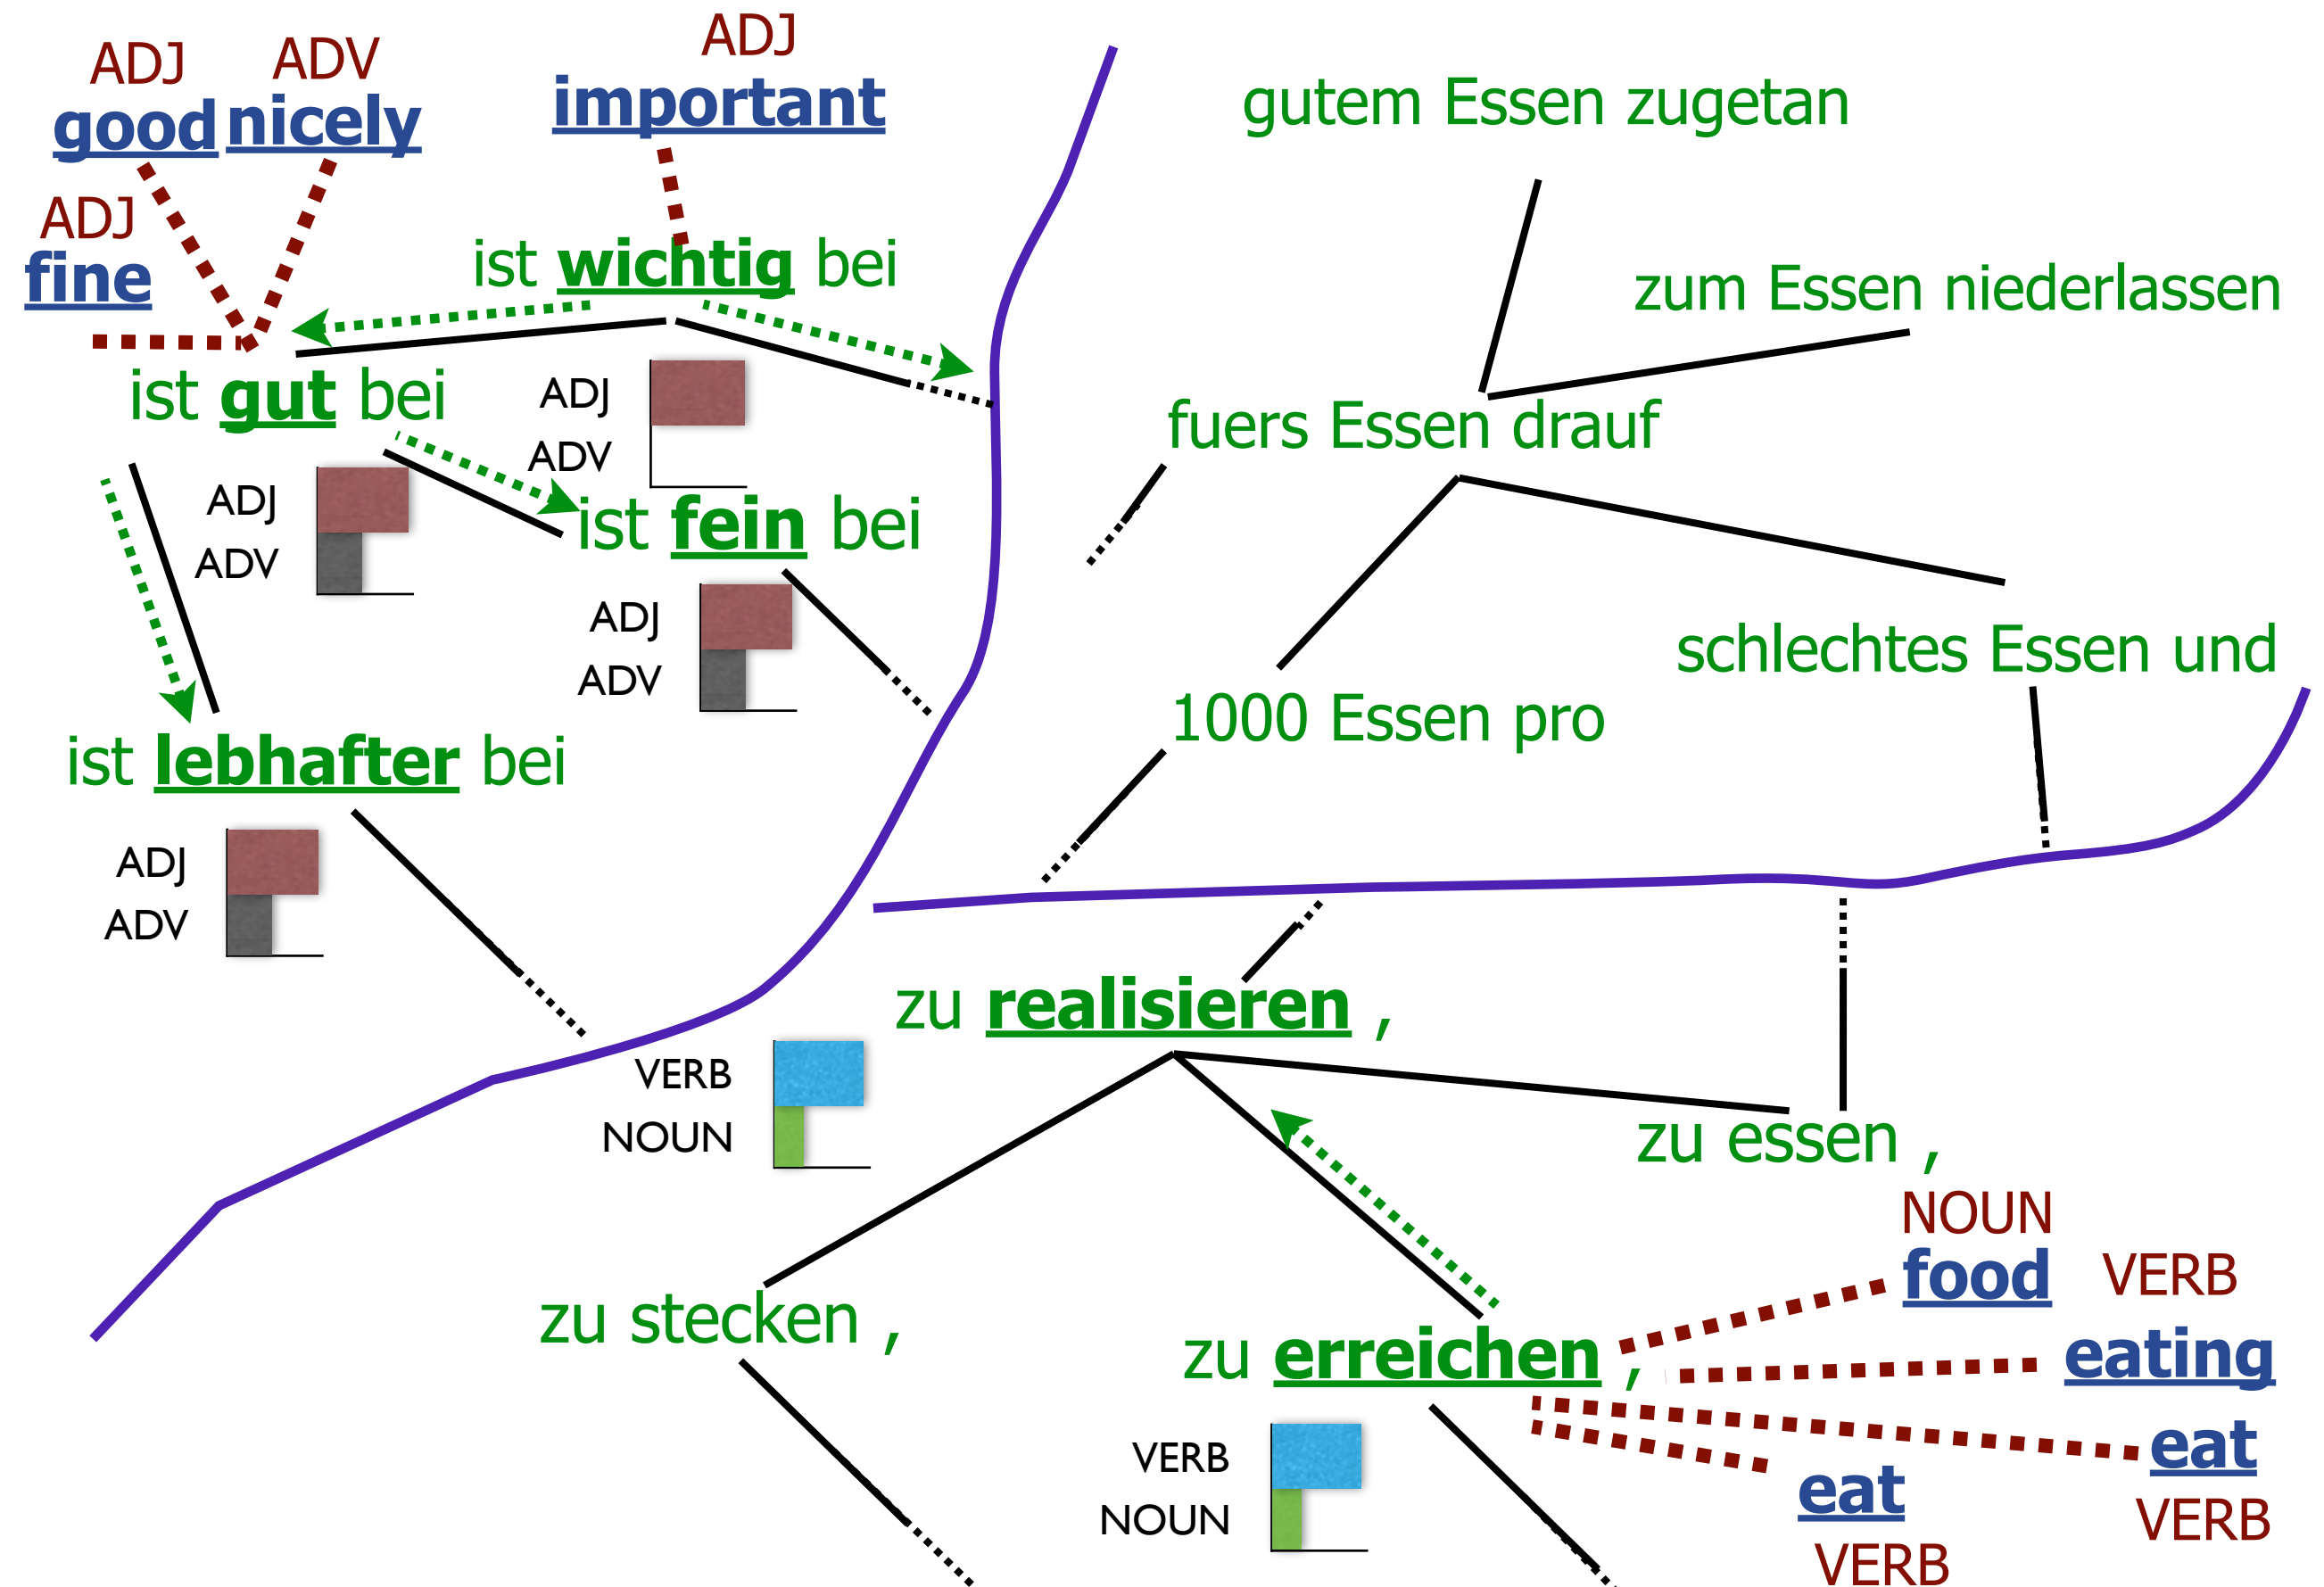 ADJ
ADV
ADJ
good
nicely
important
gutem Essen zugetan
ADJ
fine
ist wichtig bei
zum Essen niederlassen
ist gut bei
ADJ
ADV
fuers Essen drauf
ADJ
ADV
ist fein bei
ADJ
ADV
schlechtes Essen und
1000 Essen pro
ist lebhafter bei
ADJ
ADV
zu realisieren ,
VERB
NOUN
zu essen ,
NOUN
food
VERB
zu stecken ,
zu erreichen ,
eating
VERB
NOUN
eat
VERB
eat
VERB